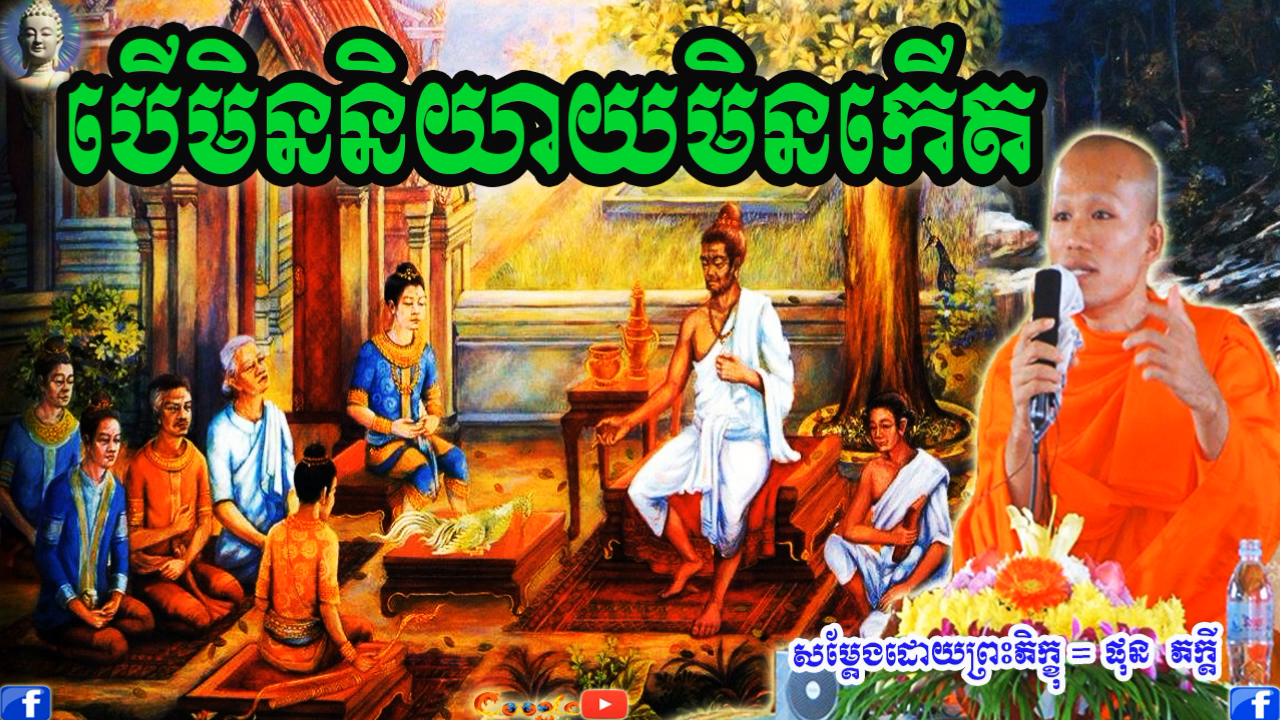 បើមិននិយាយមិនកើត
សម្តែងដោយព្រះភិក្ខុ = ផុន ភក្តី